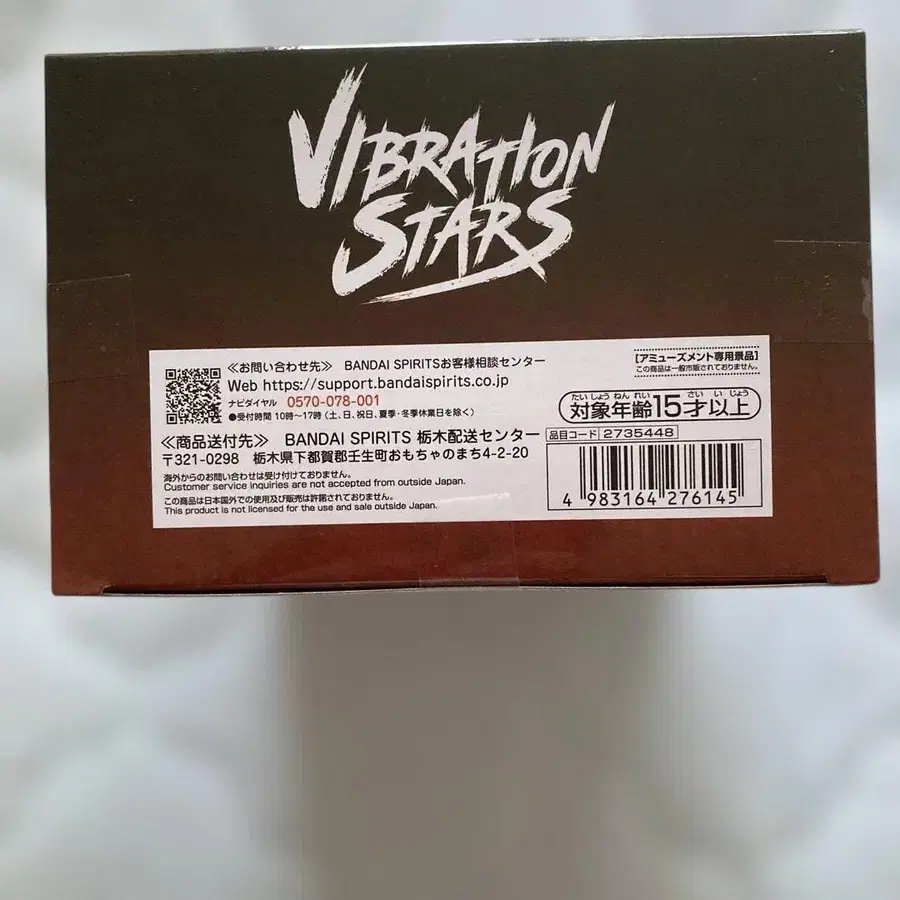 VIBRATION
STARS
≪お問い合わせ先≫ BANDAI SPIRITSお客様相談センター
Web https://support.bandaispirits.co.jp
ナビダイヤル 0570-078-001
●受付時間 10時～17時（土、日、祝日、夏季・冬季休業日を除く）
≪商品送付先≫ BANDAI SPIRITS 栃木配送センター
〒321-0298 栃木県下都賀郡壬生町おもちゃのまち4-2-20
海外からのお問い合わせは受け付けておりません。
Customer service inquiries are not accepted from outside Japan.
この商品は日本国外での使用及び販売は許諾されておりません。
This product is not licensed for the use and sale outside Japan.
［アミューズメント専用景品］
この商品は一般市販されておりません。
たいしょうねんれい さいいじょう
対象年齢15才以上
品目コード 2735448
4 983164 276145